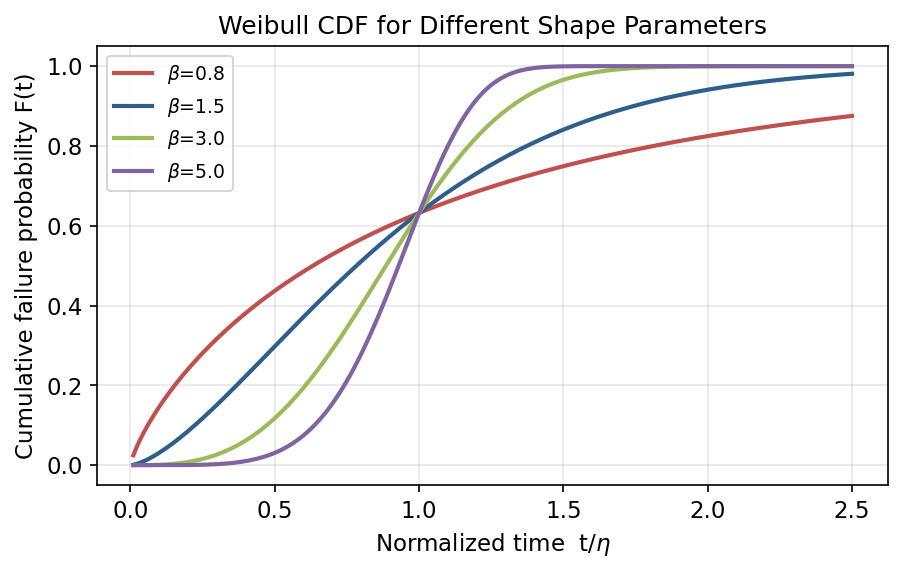 Weibull CDF for Different Shape Parameters
β=0.8
β=1.5
β=3.0
β=5.0
Cumulative failure probability F(t)
1.0
0.8
0.6
0.4
0.2
0.0
0.0 0.5 1.0 1.5 2.0 2.5
Normalized time t/η